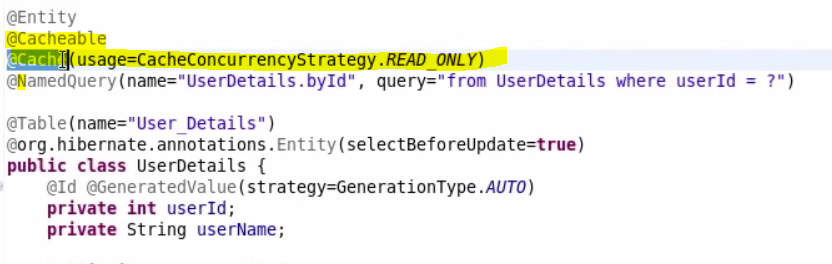 @Entity
@Cacheable
@Cache(usage=CacheConcurrencyStrategy.READ_ONLY)
@NamedQuery(name="UserDetails.byId", query="from UserDetails where userId = ?")
@Table(name="User_Details")
@org.hibernate.annotations.Entity(selectBeforeUpdate=true)
public class UserDetails {
@Id @GeneratedValue(strategy=GenerationType.AUTO)
private int userId;
private String userName;